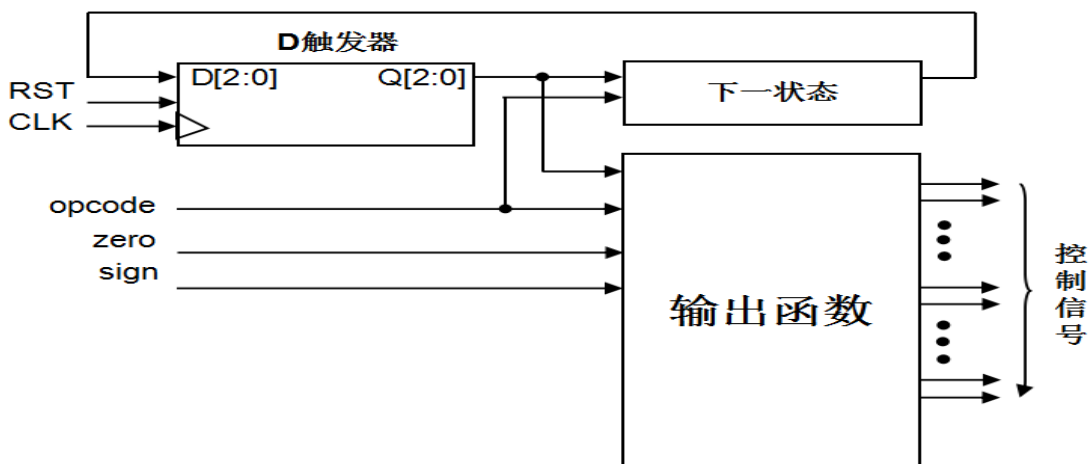 D触发器
D[2:0] Q[2:0]
RST
CLK
下一状态
opcode
zero
sign
输出函数
控制信号